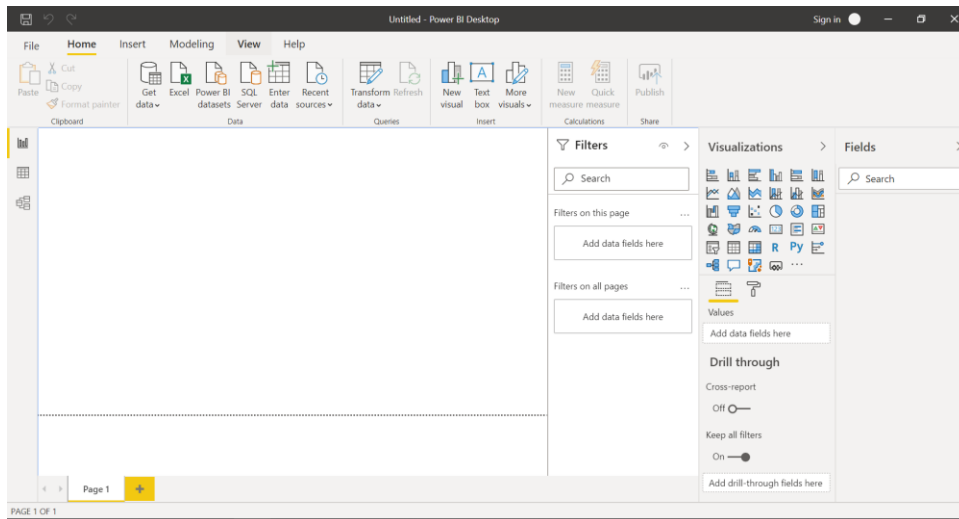 Untitled - Power BI Desktop
Sign in
File Home Insert Modeling View Help
Paste
Cut
Copy
Format painter
Clipboard
Get data
Excel
Power BI datasets
SQL Server
Enter data
Recent sources
Data
Transform data
Refresh
Queries
New visual
Text box
More visuals
Insert
New measure
Quick measure
Calculations
Publish
Share
Filters
Search
Filters on this page ...
Add data fields here
Filters on all pages ...
Add data fields here
Visualizations
R Py
123
...
Values
Add data fields here
Drill through
Cross-report
Off
Keep all filters
On
Add drill-through fields here
Fields
Search
Page 1
PAGE 1 OF 1